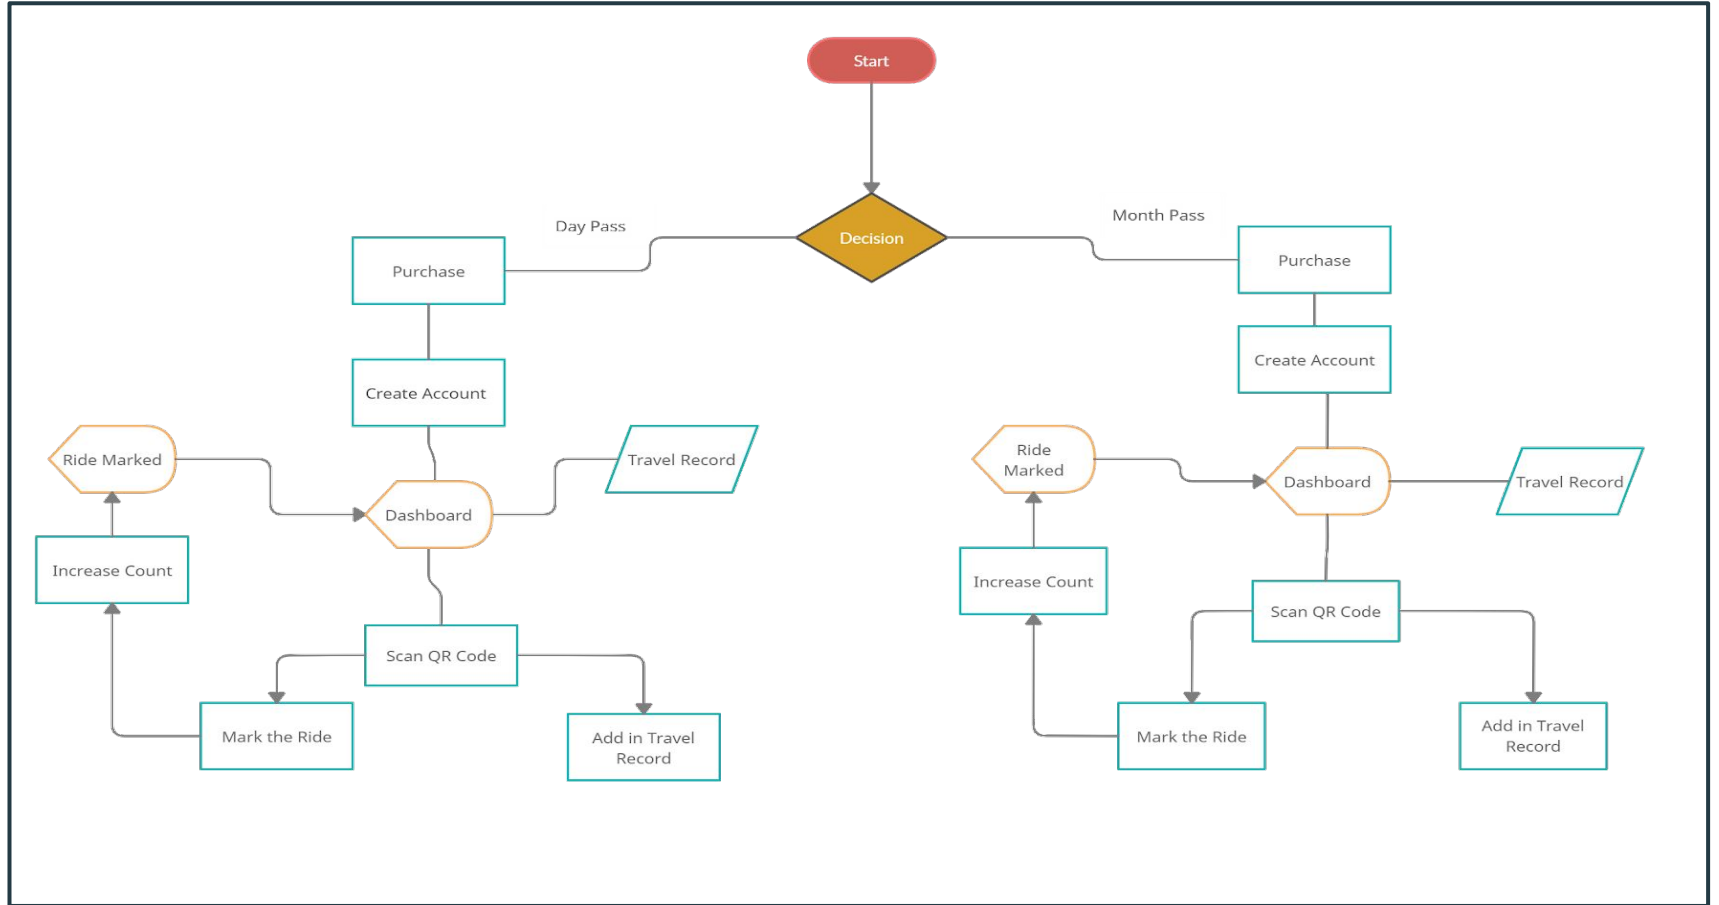 Start
Decision
Day Pass
Month Pass
Purchase
Purchase
Create Account
Create Account
Ride Marked
Travel Record
Dashboard
Increase Count
Scan QR Code
Mark the Ride
Add in Travel
Record
Ride
Marked
Dashboard
Travel Record
Increase Count
Scan QR Code
Mark the Ride
Add in Travel
Record